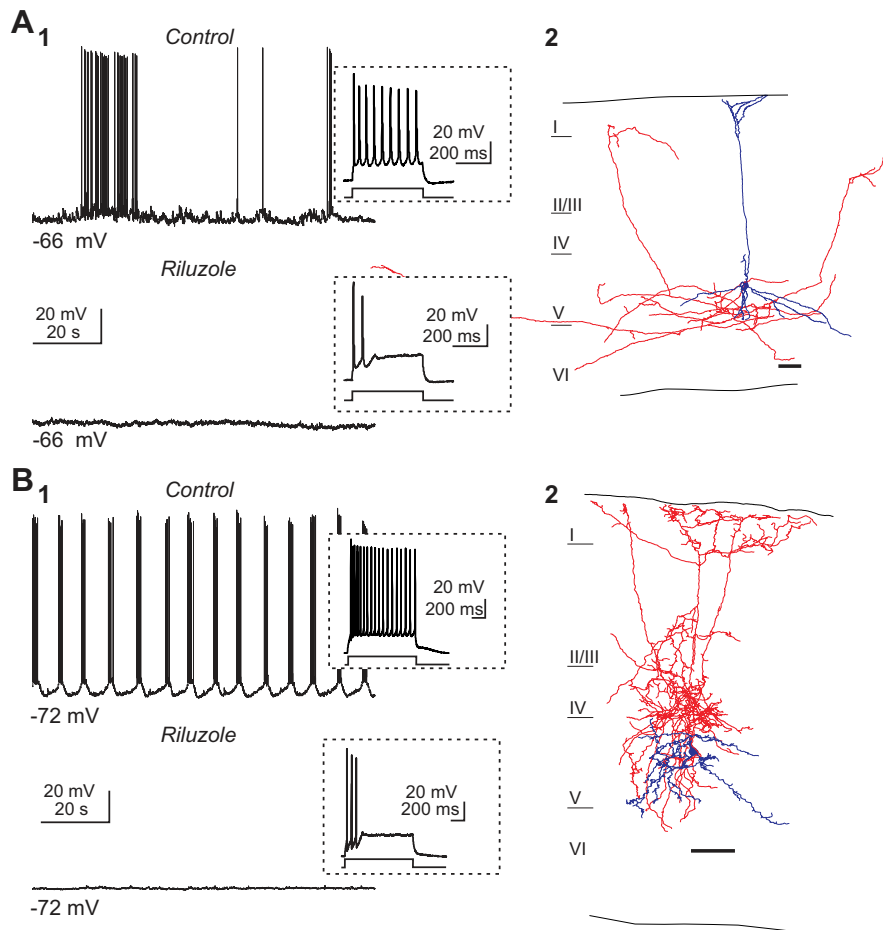 A
1
Control
20 mV
200 ms
-66 mV
Riluzole
20 mV
20 s
20 mV
200 ms
-66 mV
2
I
II/III
IV
V
VI
B
1
Control
20 mV
200 ms
-72 mV
Riluzole
20 mV
20 s
20 mV
200 ms
-72 mV
2
I
II/III
IV
V
VI